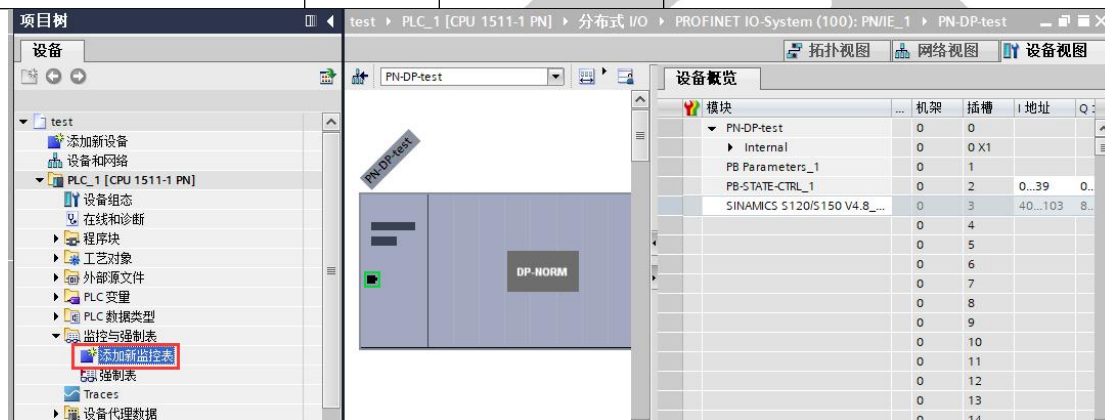 项目树
test ▸ PLC_1 [CPU 1511-1 PN] ▸ 分布式 I/O ▸ PROFINET IO-System (100): PN/IE_1 ▸ PN-DP-test
设备
拓扑视图 网络视图 设备视图
PN-DP-test
设备概览
模块 ... 机架 插槽 I 地址
test
添加新设备
设备和网络
PLC_1 [CPU 1511-1 PN]
设备组态
在线和诊断
程序块
工艺对象
外部源文件
PLC 变量
PLC 数据类型
监控与强制表
添加新监控表
强制表
Traces
设备代理数据
PN-DP-test
DP-NORM
PN-DP-test 0 0
Internal 0 0 X1
PB Parameters_1 0 1
PB-STATE-CTRL_1 0 2 0...39 0..
SINAMICS S120/S150 V4.8_... 0 3 40...103 8..
0 4
0 5
0 6
0 7
0 8
0 9
0 10
0 11
0 12
0 13
0 14